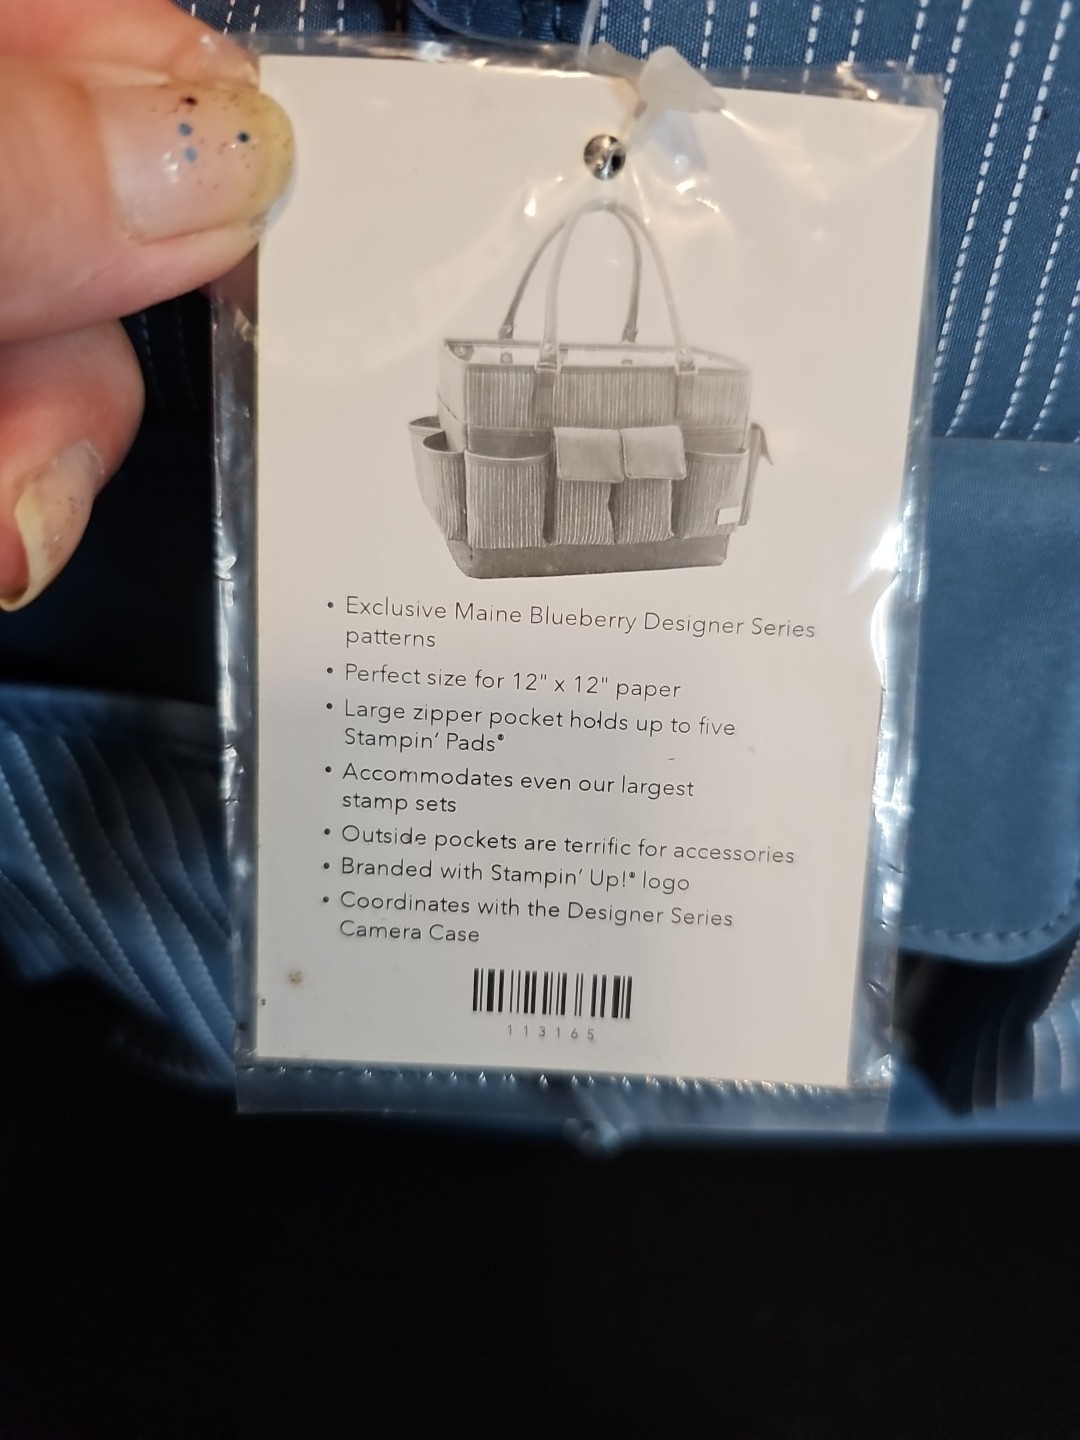 • Exclusive Maine Blueberry Designer Series
patterns
• Perfect size for 12" x 12" paper
• Large zipper pocket holds up to five
Stampin' Pads®
• Accommodates even our largest
stamp sets
• Outside pockets are terrific for accessories
• Branded with Stampin' Up!® logo
• Coordinates with the Designer Series
Camera Case
113165